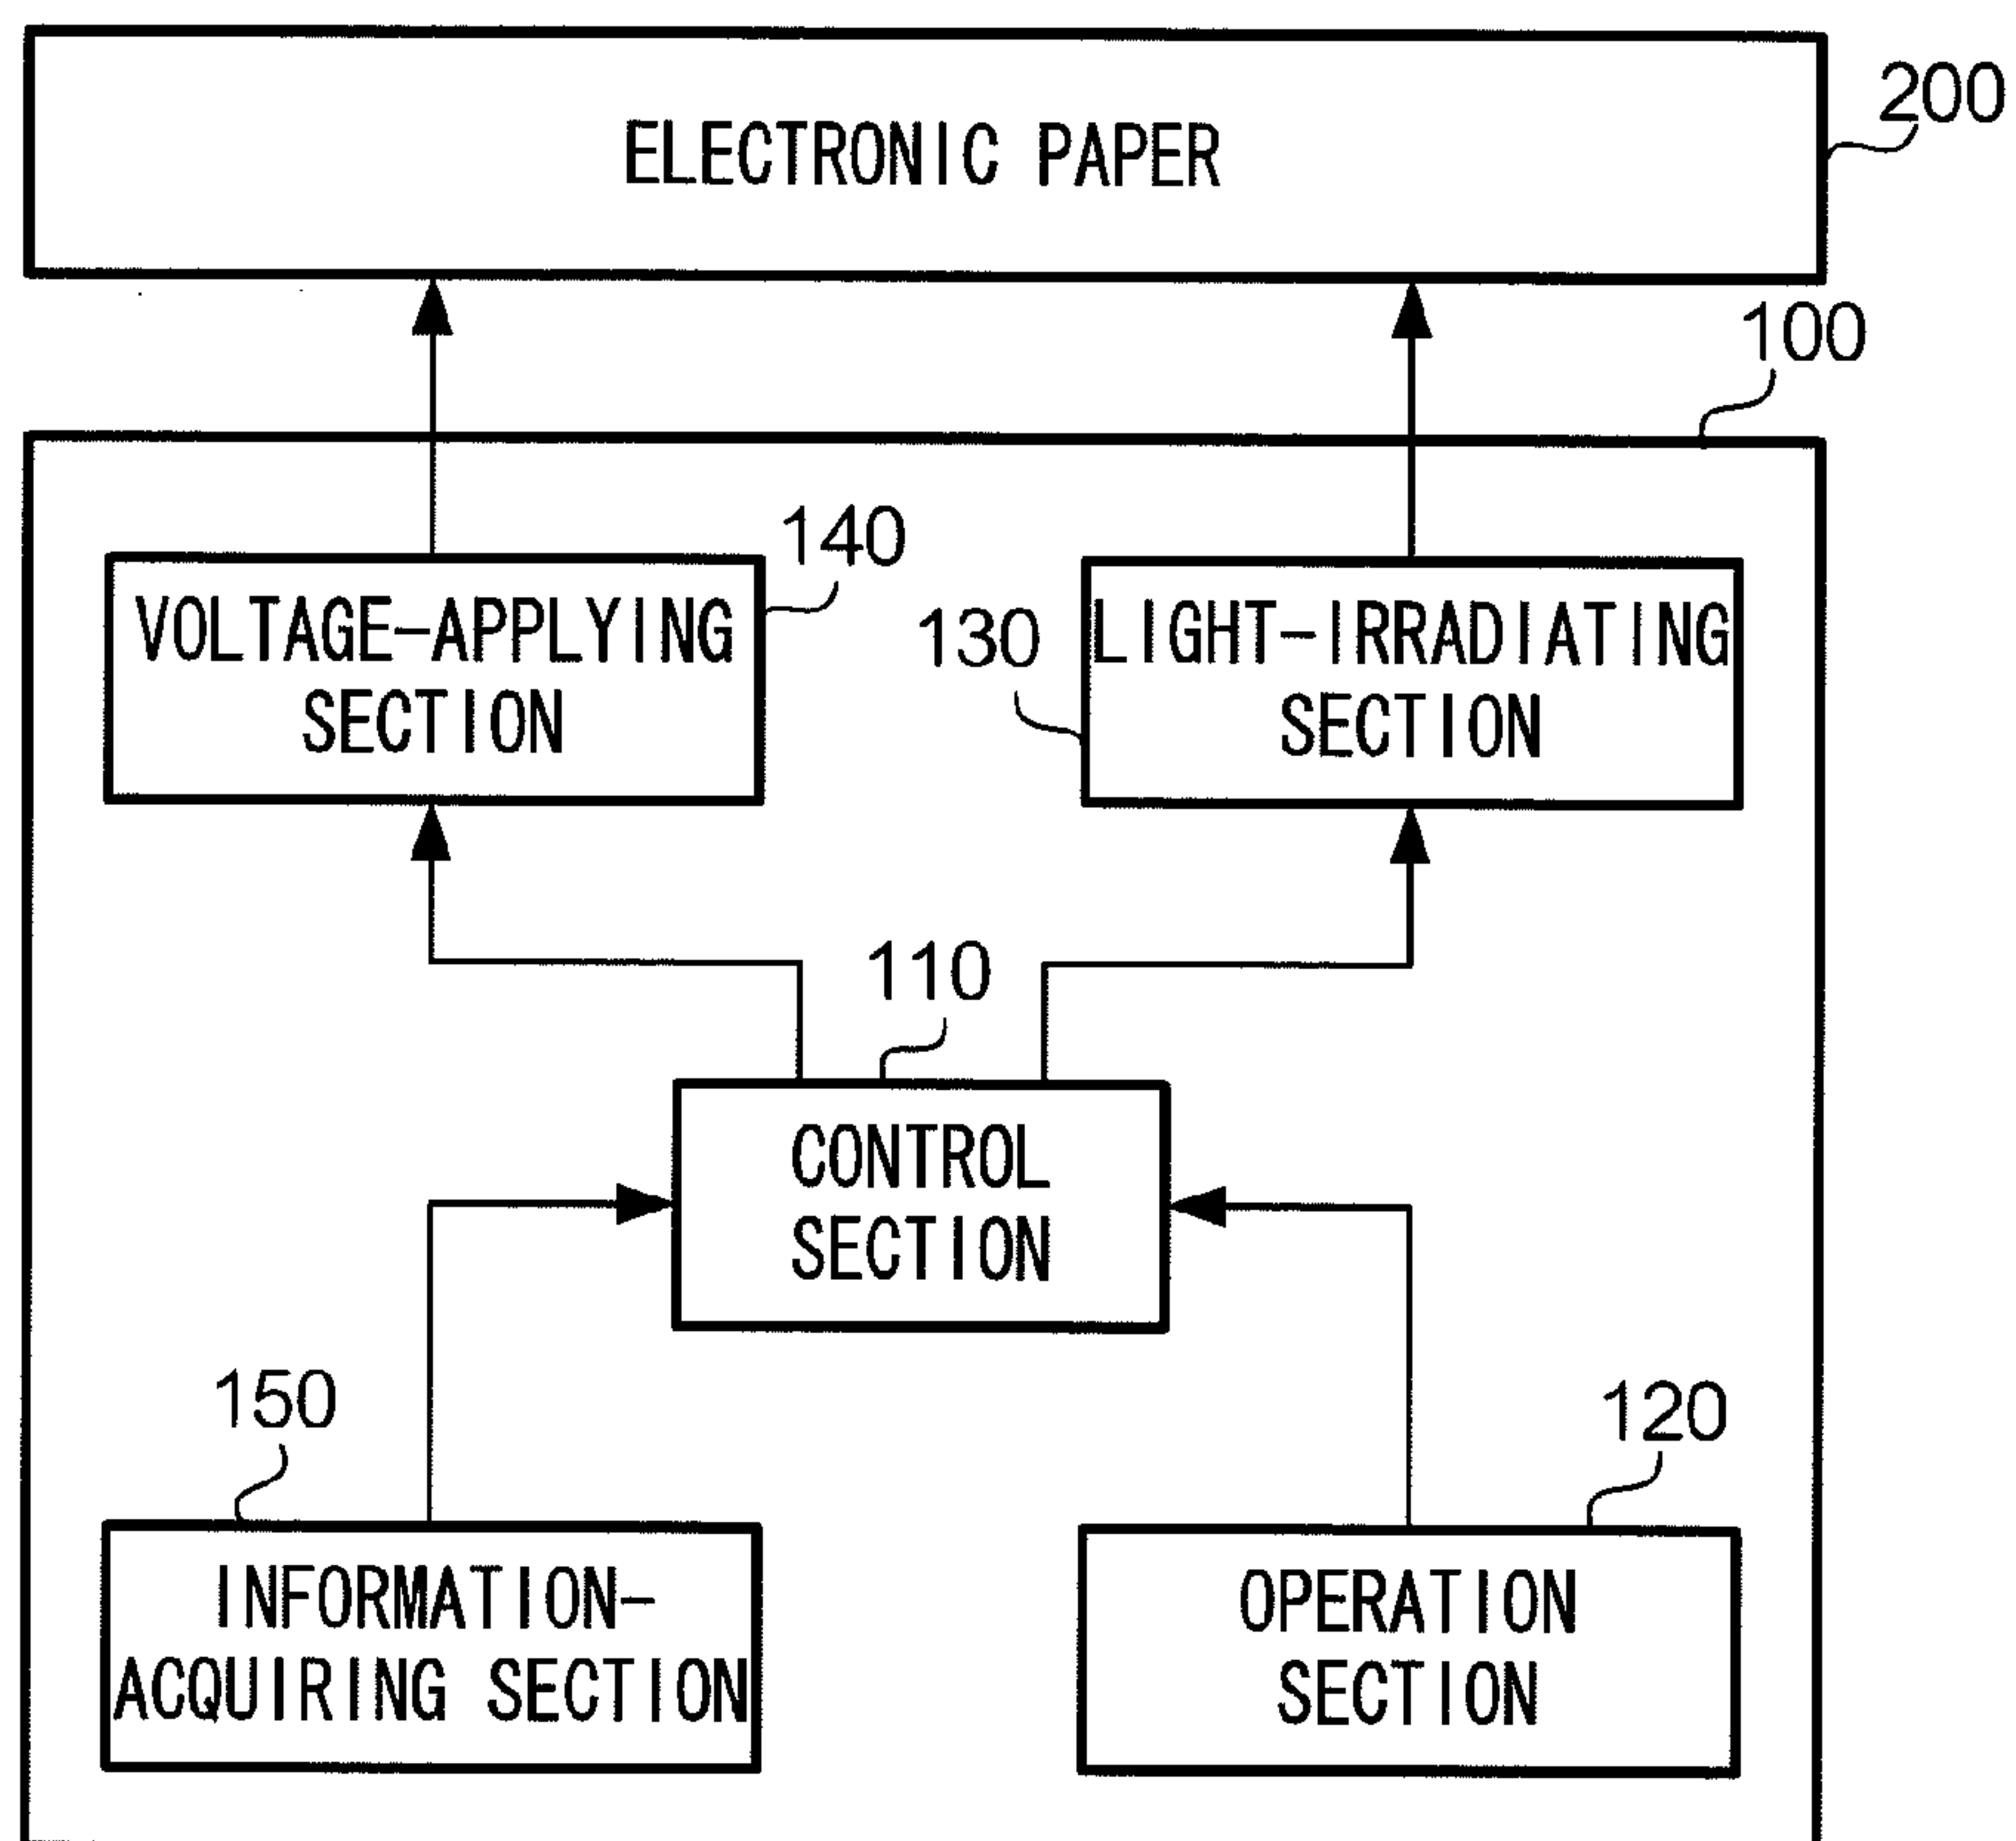 ELECTRONIC PAPER
200
100
140
VOLTAGE-APPLYING
SECTION
130
LIGHT-IRRADIATING
SECTION
110
CONTROL
SECTION
150
INFORMATION-
ACQUIRING SECTION
120
OPERATION
SECTION